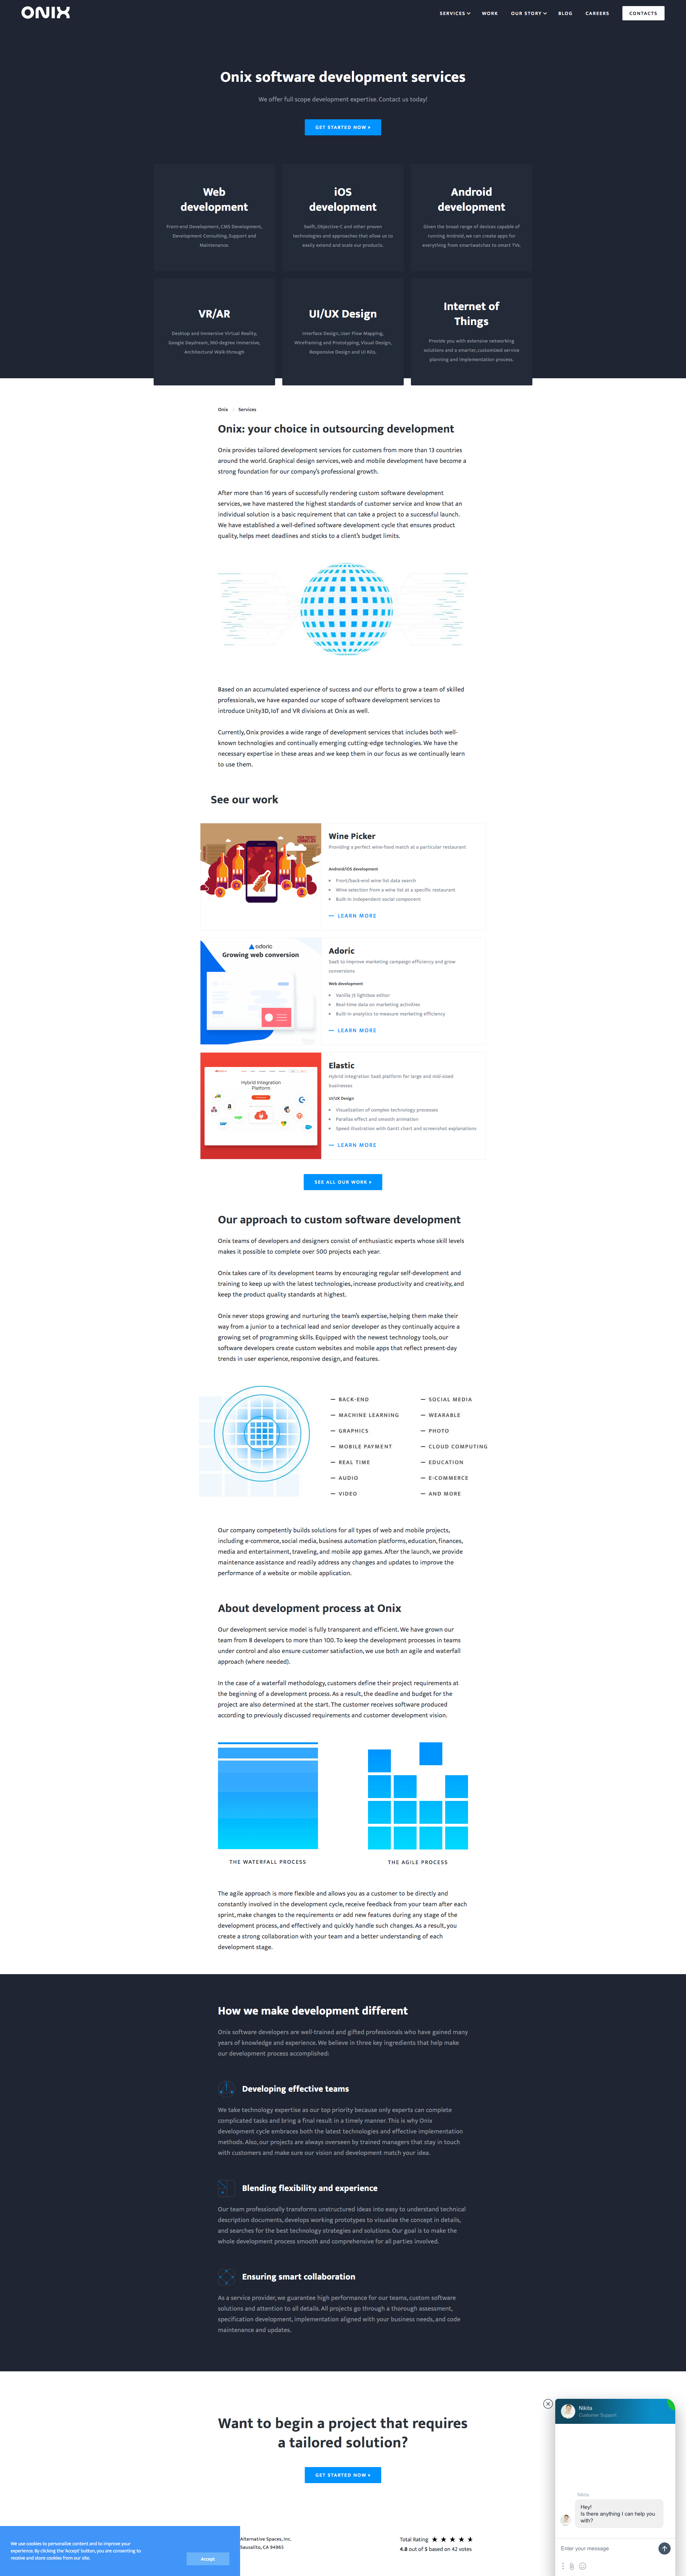 ONIX
SERVICES
WORK
OUR STORY
BLOG
CAREERS
CONTACTS
Onix software development services
We offer full scope development expertise. Contact us today!
GET STARTED NOW
Web
development
Front-end Development, CMS Development,
Development Consulting, Support and
Maintenance.
iOS
development
Swift, Objective-C and other proven
technologies and approaches that allow us to
easily extend and scale our products.
Android
development
Given the broad range of devices capable of
running Android, we can create apps for
everything from smartwatches to smart TVs.
VR/AR
Desktop and Immersive Virtual Reality,
Google Daydream, 360-degree Immersive,
Architectural Walk-through
UI/UX Design
Interface Design, User Flow Mapping,
Wireframing and Prototyping, Visual Design,
Responsive Design and UI Kits.
Internet of
Things
Provide you with extensive networking
solutions and a smarter, customized service
planning and implementation process.
Onix
Services
Onix: your choice in outsourcing development
Onix provides tailored development services for customers from more than 13 countries
around the world. Graphical design services, web and mobile development have become a
strong foundation for our company's professional growth.
After more than 16 years of successfully rendering custom software development
services, we have mastered the highest standards of customer service and know that an
individual solution is a basic requirement that can take a project to a successful launch.
We have established a well-defined software development cycle that ensures product
quality, helps meet deadlines and sticks to a client's budget limits.
Based on an accumulated experience of success and our efforts to grow a team of skilled
professionals, we have expanded our scope of software development services to
introduce Unity3D, IoT and VR divisions at Onix as well.
Currently, Onix provides a wide range of development services that includes both well-
known technologies and continually emerging cutting-edge technologies. We have the
necessary expertise in these areas and we keep them in our focus as we continually learn
to use them.
See our work
Wine Picker
Providing a perfect wine-food match at a particular restaurant
Android/iOS development
Front/back-end wine list data search
Wine selection from a wine list at a specific restaurant
Built-in independent social component
LEARN MORE
adoric
Growing web conversion
Adoric
SaaS to improve marketing campaign efficiency and grow
conversions
Web development
Vanilla JS lightbox editor
Real-time data on marketing activities
Built-in analytics to measure marketing efficiency
LEARN MORE
Hybrid Integration
Platform
Elastic
Hybrid integration SaaS platform for large and mid-sized
businesses
UI/UX Design
Visualization of complex technology processes
Parallax effect and smooth animation
Speed illustration with Gantt chart and screenshot explanations
LEARN MORE
SEE ALL OUR WORK
Our approach to custom software development
Onix teams of developers and designers consist of enthusiastic experts whose skill levels
makes it possible to complete over 500 projects each year.
Onix takes care of its development teams by encouraging regular self-development and
training to keep up with the latest technologies, increase productivity and creativity, and
keep the product quality standards at highest.
Onix never stops growing and nurturing the team's expertise, helping them make their
way from a junior to a technical lead and senior developer as they continually acquire a
growing set of programming skills. Equipped with the newest technology tools, our
software developers create custom websites and mobile apps that reflect present-day
trends in user experience, responsive design, and features.
BACK-END
MACHINE LEARNING
GRAPHICS
MOBILE PAYMENT
REAL TIME
AUDIO
VIDEO
SOCIAL MEDIA
WEARABLE
PHOTO
CLOUD COMPUTING
EDUCATION
E-COMMERCE
AND MORE
Our company competently builds solutions for all types of web and mobile projects,
including e-commerce, social media, business automation platforms, education, finances,
media and entertainment, traveling, and mobile app games. After the launch, we provide
maintenance assistance and readily address any changes and updates to improve the
performance of a website or mobile application.
About development process at Onix
Our development service model is fully transparent and efficient. We have grown our
team from 8 developers to more than 100. To keep the development processes in teams
under control and also ensure customer satisfaction, we use both an agile and waterfall
approach (where needed).
In the case of a waterfall methodology, customers define their project requirements at
the beginning of a development process. As a result, the deadline and budget for the
project are also determined at the start. The customer receives software produced
according to previously discussed requirements and customer development vision.
THE WATERFALL PROCESS
THE AGILE PROCESS
The agile approach is more flexible and allows you as a customer to be directly and
constantly involved in the development cycle, receive feedback from your team after each
sprint, make changes to the requirements or add new features during any stage of the
development process, and effectively and quickly handle such changes. As a result, you
create a strong collaboration with your team and a better understanding of each
development stage.
How we make development different
Onix software developers are well-trained and gifted professionals who have gained many
years of knowledge and experience. We believe in three key ingredients that help make
our development process accomplished:
Developing effective teams
We take technology expertise as our top priority because only experts can complete
complicated tasks and bring a final result in a timely manner. This is why Onix
development cycle embraces both the latest technologies and effective implementation
methods. Also, our projects are always overseen by trained managers that stay in touch
with customers and make sure our vision and development match your idea.
Blending flexibility and experience
Our team professionally transforms unstructured ideas into easy to understand technical
description documents, develops working prototypes to visualize the concept in details,
and searches for the best technology strategies and solutions. Our goal is to make the
whole development process smooth and comprehensive for all parties involved.
Ensuring smart collaboration
As a service provider, we guarantee high performance for our teams, custom software
solutions and attention to all details. All projects go through a thorough assessment,
specification development, implementation aligned with your business needs, and code
maintenance and updates.
Want to begin a project that requires
a tailored solution?
GET STARTED NOW
Nikita
Customer Support
Nikita
Hey!
Is there anything I can help you
with?
Enter your message
We use cookies to personalize content and to improve your
experience. By clicking the 'Accept' button, you are consenting to
receive and store cookies from our site.
Accept
Alternative Spaces, Inc.
Sausalito, CA 94965
Total Rating
4.8 out of 5 based on 42 votes